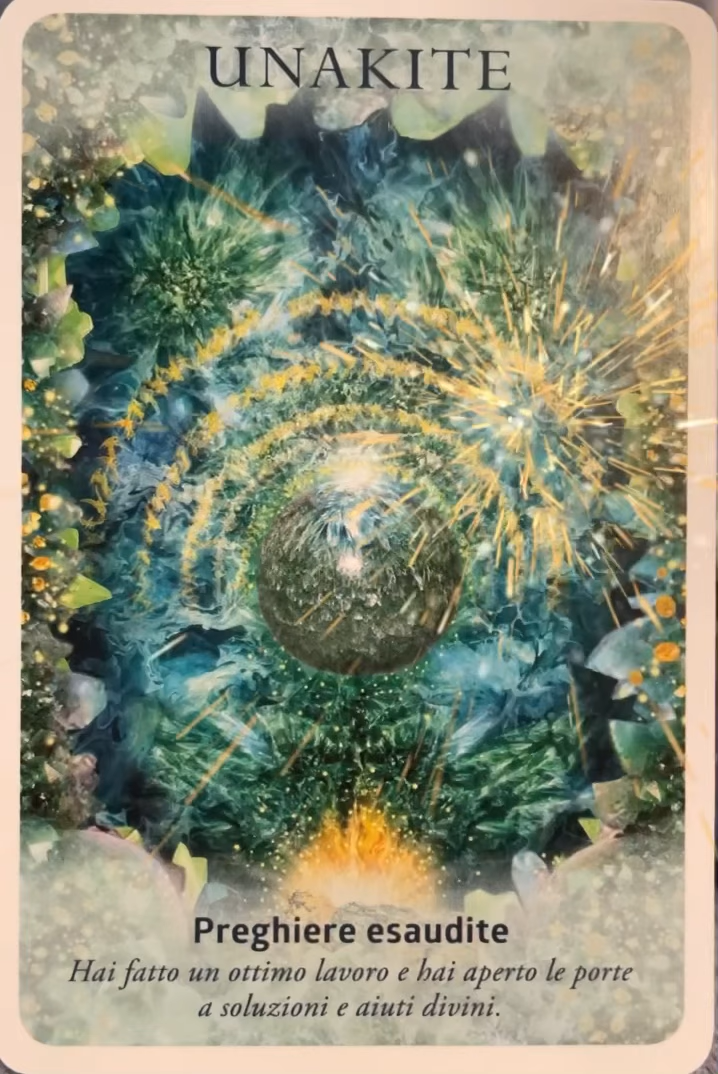 UNAKITE
Preghiere esaudite
Hai fatto un ottimo lavoro e hai aperto le porte
a soluzioni e aiuti divini.